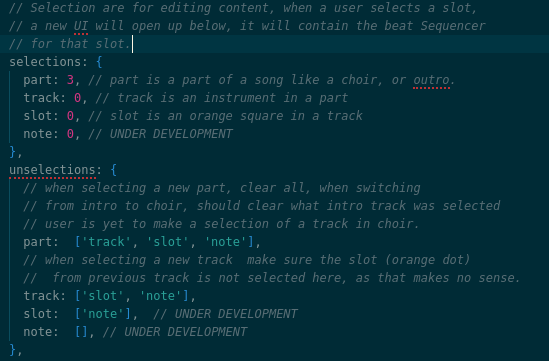 // Selection are for editing content, when a user selects a slot,
// a new UI will open up below, it will contain the beat Sequencer
// for that slot.
selections: {
  part: 3, // part is a part of a song like a choir, or outro.
  track: 0, // track is an instrument in a part
  slot: 0, // slot is an orange square in a track
  note: 0, // UNDER DEVELOPMENT
},
unselections: {
  // when selecting a new part, clear all, when switching
  // from intro to choir, should clear what intro track was selected
  // user is yet to make a selection of a track in choir.
  part:  ['track', 'slot', 'note'],
  // when selecting a new track  make sure the slot (orange dot)
  //  from previous track is not selected here, as that makes no sense.
  track: ['slot', 'note'],
  slot:  ['note'],  // UNDER DEVELOPMENT
  note:  [], // UNDER DEVELOPMENT
},